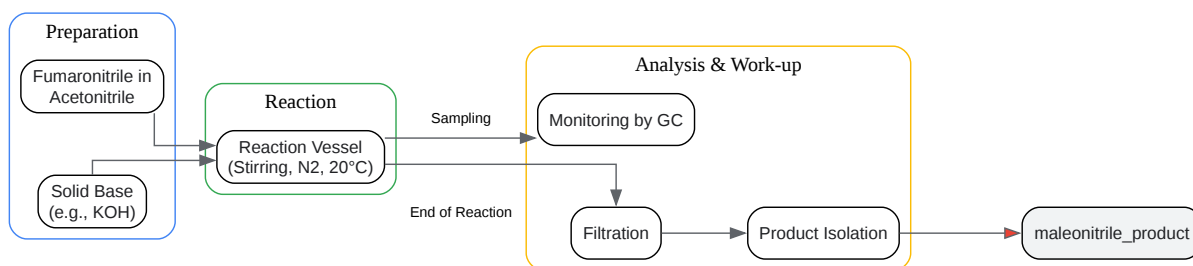 Preparation
Fumaronitrile in
Acetonitrile
Solid Base
(e.g., KOH)
Reaction
Reaction Vessel
(Stirring, N2, 20°C)
Sampling
End of Reaction
Analysis & Work-up
Monitoring by GC
Filtration
Product Isolation
maleonitrile_product